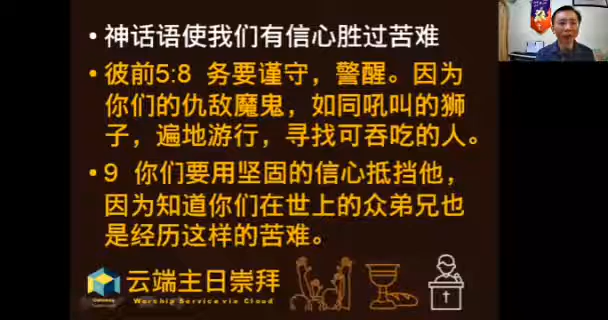 • 神话语使我们有信心胜过苦难
• 彼前5:8 务要谨守，警醒。因为
你们的仇敌魔鬼，如同吼叫的狮
子，遍地游行，寻找可吞吃的人。
• 9 你们要用坚固的信心抵挡他，
因为知道你们在世上的众弟兄也
是经历这样的苦难。
云端主日崇拜
Worship Service via Cloud